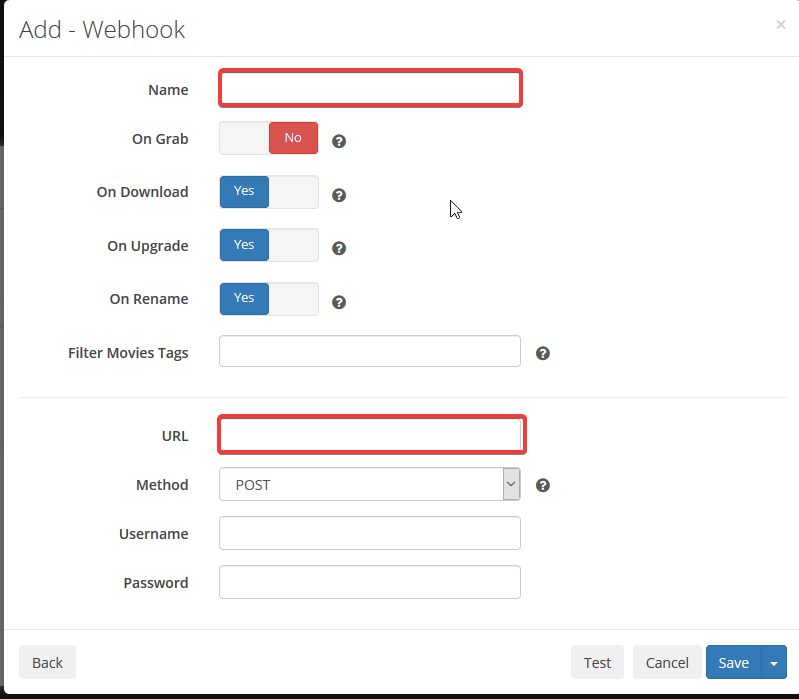 Add - Webhook ×
Name
On Grab No ?
On Download Yes ?
On Upgrade Yes ?
On Rename Yes ?
Filter Movies Tags ?
URL
Method POST ?
Username
Password
Back Test Cancel Save